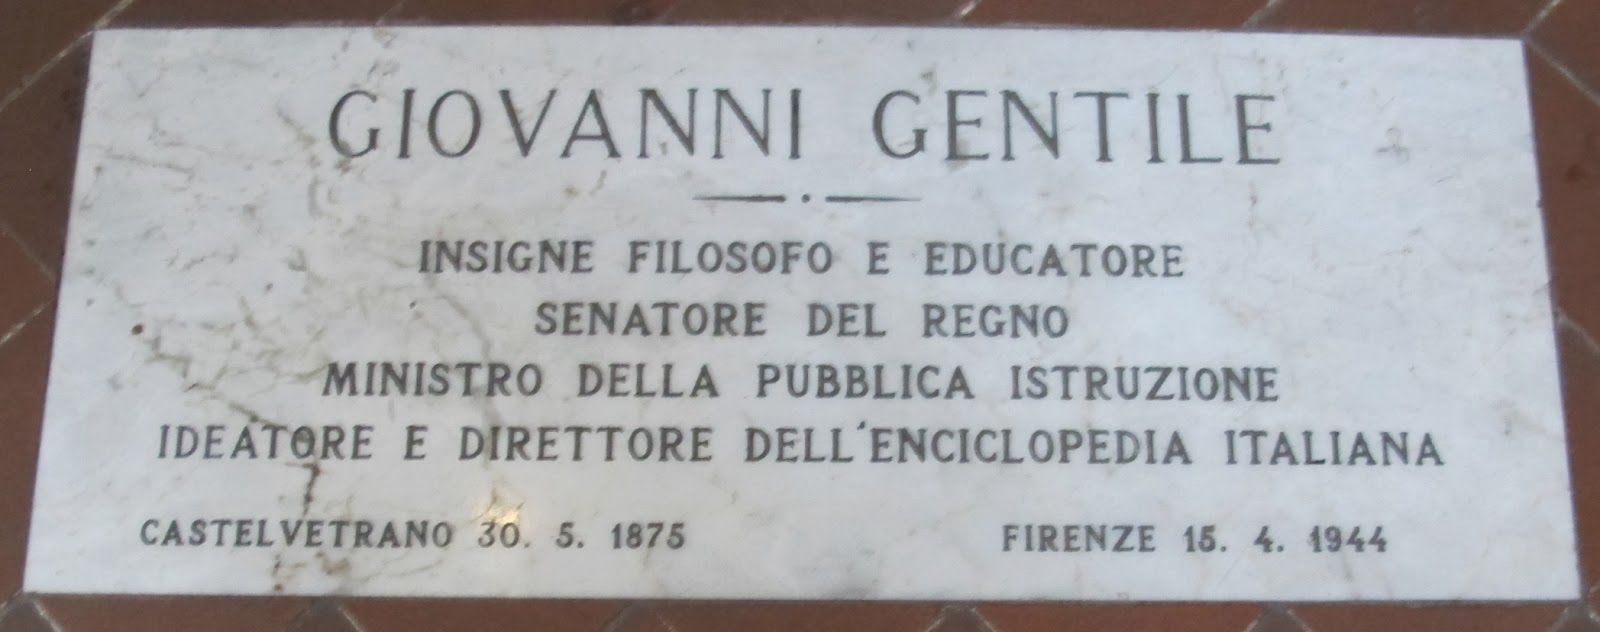 GIOVANNI GENTILE
INSIGNE FILOSOFO E EDUCATORE
SENATORE DEL REGNO
MINISTRO DELLA PUBBLICA ISTRUZIONE
IDEATORE E DIRETTORE DELL'ENCICLOPEDIA ITALIANA
CASTELVETRANO 30. 5. 1875 FIRENZE 15. 4. 1944